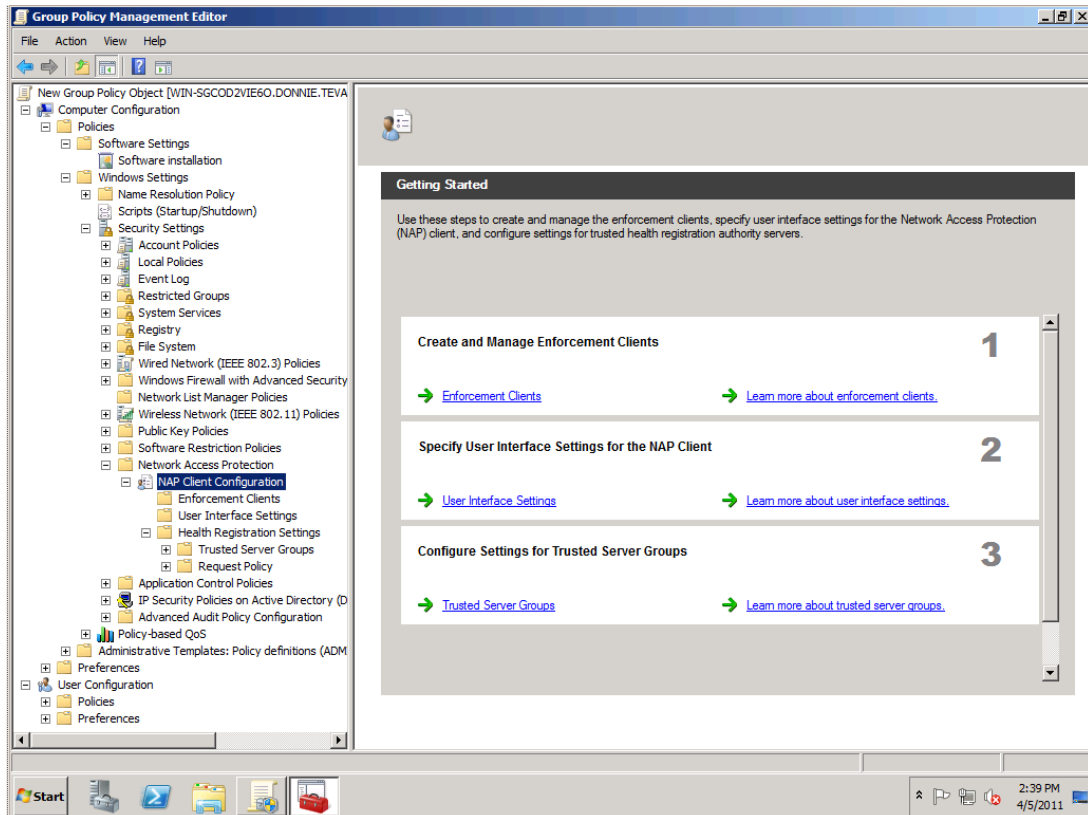 Group Policy Management Editor
File Action View Help
New Group Policy Object [WIN-SGCOD2VIE6O.DONNIE.TEVA
Computer Configuration
Policies
Software Settings
Software installation
Windows Settings
Name Resolution Policy
Scripts (Startup/Shutdown)
Security Settings
Account Policies
Local Policies
Event Log
Restricted Groups
System Services
Registry
File System
Wired Network (IEEE 802.3) Policies
Windows Firewall with Advanced Security
Network List Manager Policies
Wireless Network (IEEE 802.11) Policies
Public Key Policies
Software Restriction Policies
Network Access Protection
NAP Client Configuration
Enforcement Clients
User Interface Settings
Health Registration Settings
Trusted Server Groups
Request Policy
Application Control Policies
IP Security Policies on Active Directory (D
Advanced Audit Policy Configuration
Policy-based QoS
Administrative Templates: Policy definitions (ADM
Preferences
User Configuration
Policies
Preferences
Getting Started
Use these steps to create and manage the enforcement clients, specify user interface settings for the Network Access Protection
(NAP) client, and configure settings for trusted health registration authority servers.
Create and Manage Enforcement Clients 1
Enforcement Clients Learn more about enforcement clients.
Specify User Interface Settings for the NAP Client 2
User Interface Settings Learn more about user interface settings.
Configure Settings for Trusted Server Groups 3
Trusted Server Groups Learn more about trusted server groups.
Start
2:39 PM
4/5/2011